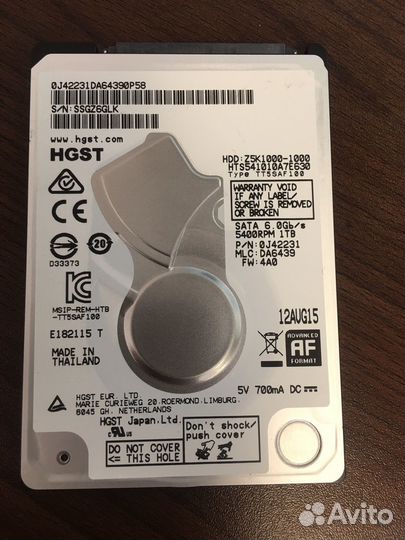 0J42231DA64390P58
S/N:SSGZ6GLK
www.hgst.com
HGST
HDD:Z5K1000-1000
HTS541010A7E630
Type TT5SAF100
WARRANTY VOID
IF ANY LABEL/
SCREW IS REMOVED
OR BROKEN
SATA 6.0Gb/s
5400RPM 1TB
P/N:0J42231
MLC:DA6439
FW:4A0
CE
20
D33373
MSIP-REM-HTB
-TT5SAF100
E182115 T
MADE IN
THAILAND
12AUG15
ADVANCED
AF
FORMAT
5V 700mA DC
HGST EUR. LTD.
MARIE CURIEWEG 20.ROERMOND.LIMBURG.
6045 GH. NETHERLANDS
HGST Japan,Ltd.
c RU US
Don't shock/
push cover
DO NOT COVER
<= THIS HOLE
Avito